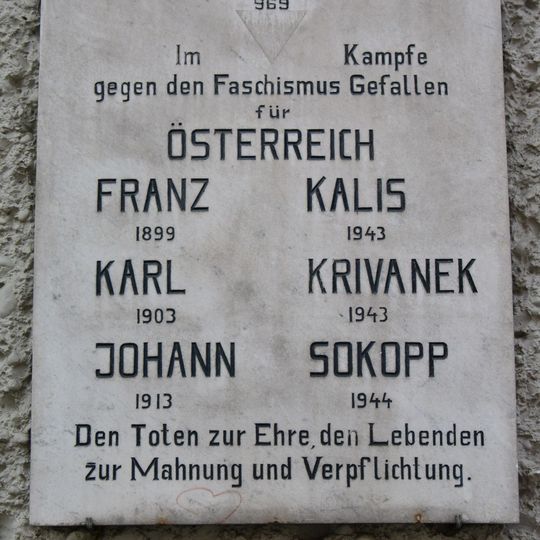 969
Im Kampfe
gegen den Faschismus Gefallen
für
ÖSTERREICH
FRANZ KALIS
1899 1943
KARL KRIVANEK
1903 1943
JOHANN SOKOPP
1913 1944
Den Toten zur Ehre, den Lebenden
zur Mahnung und Verpflichtung.